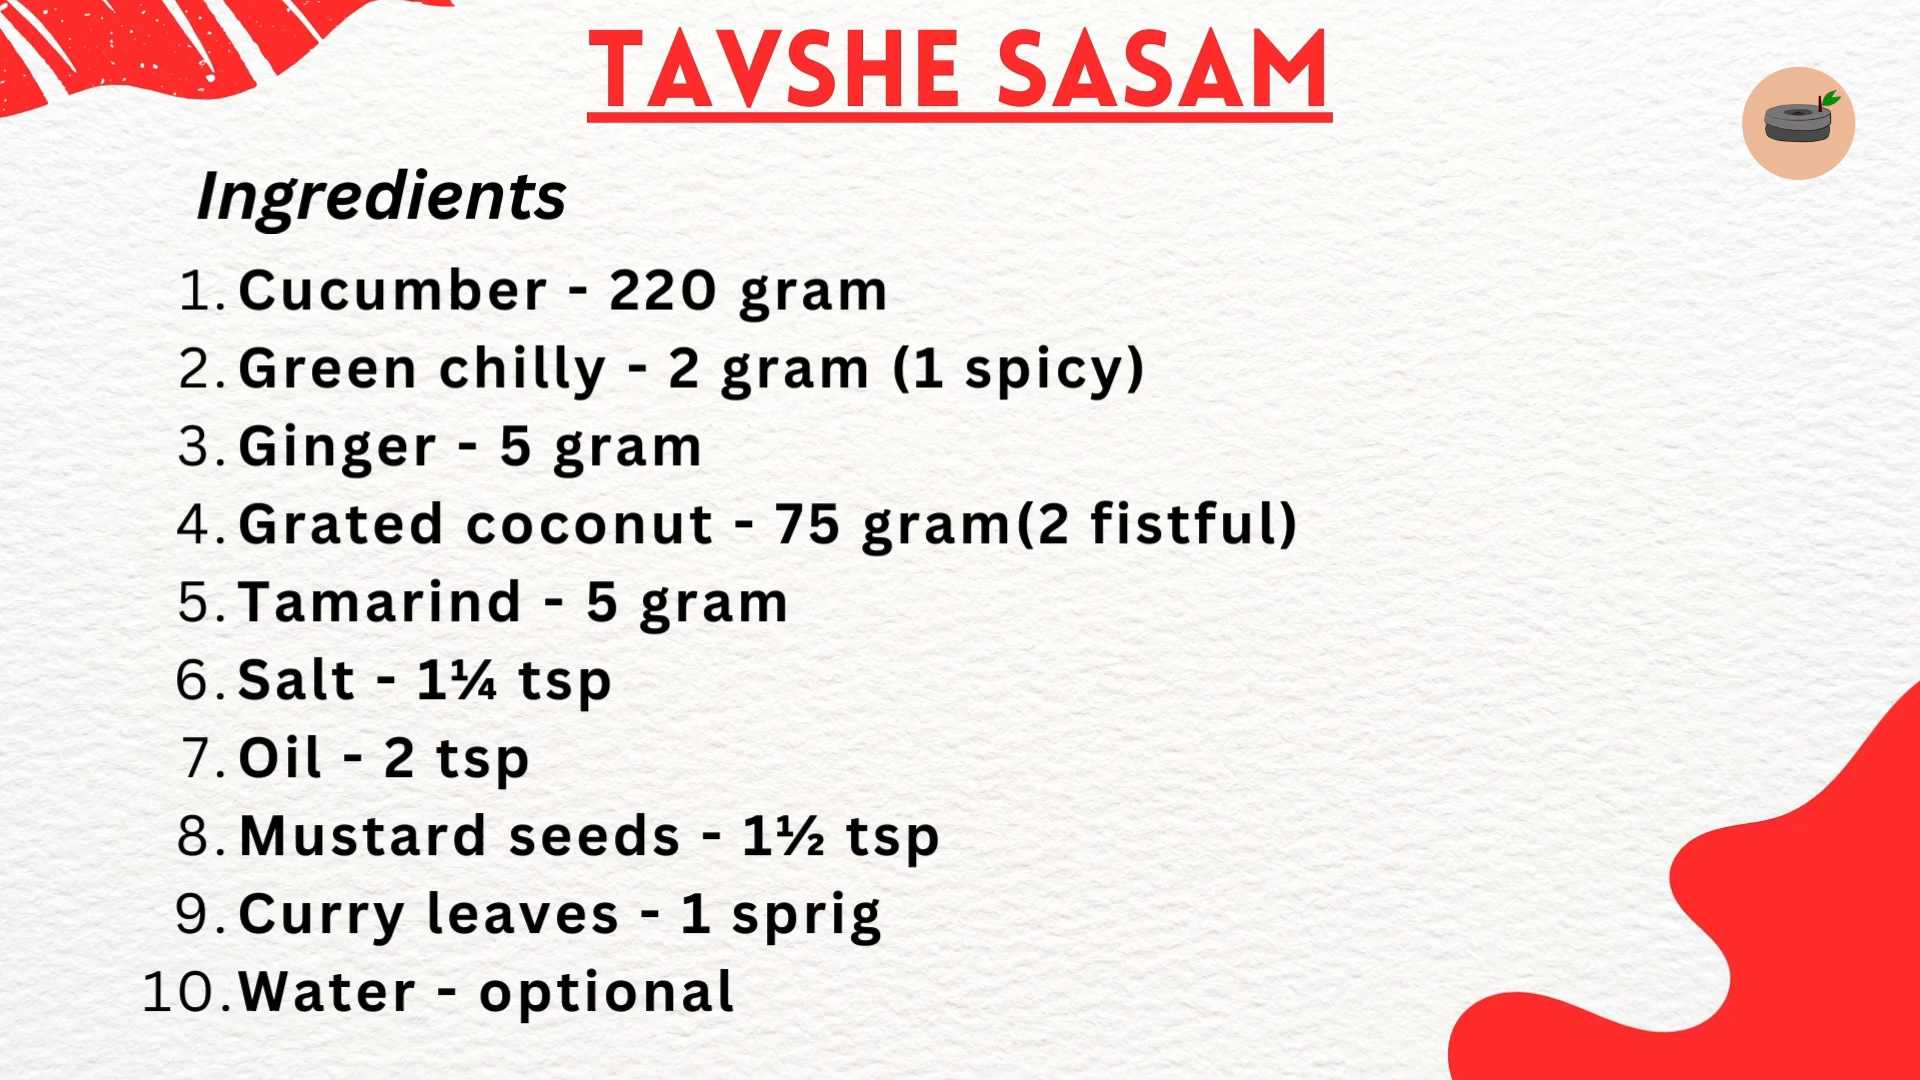 TAVSHE SASAM
Ingredients
1. Cucumber - 220 gram
2. Green chilly - 2 gram (1 spicy)
3. Ginger - 5 gram
4. Grated coconut - 75 gram(2 fistful)
5. Tamarind - 5 gram
6. Salt - 1¼ tsp
7. Oil - 2 tsp
8. Mustard seeds - 1½ tsp
9. Curry leaves - 1 sprig
10. Water - optional